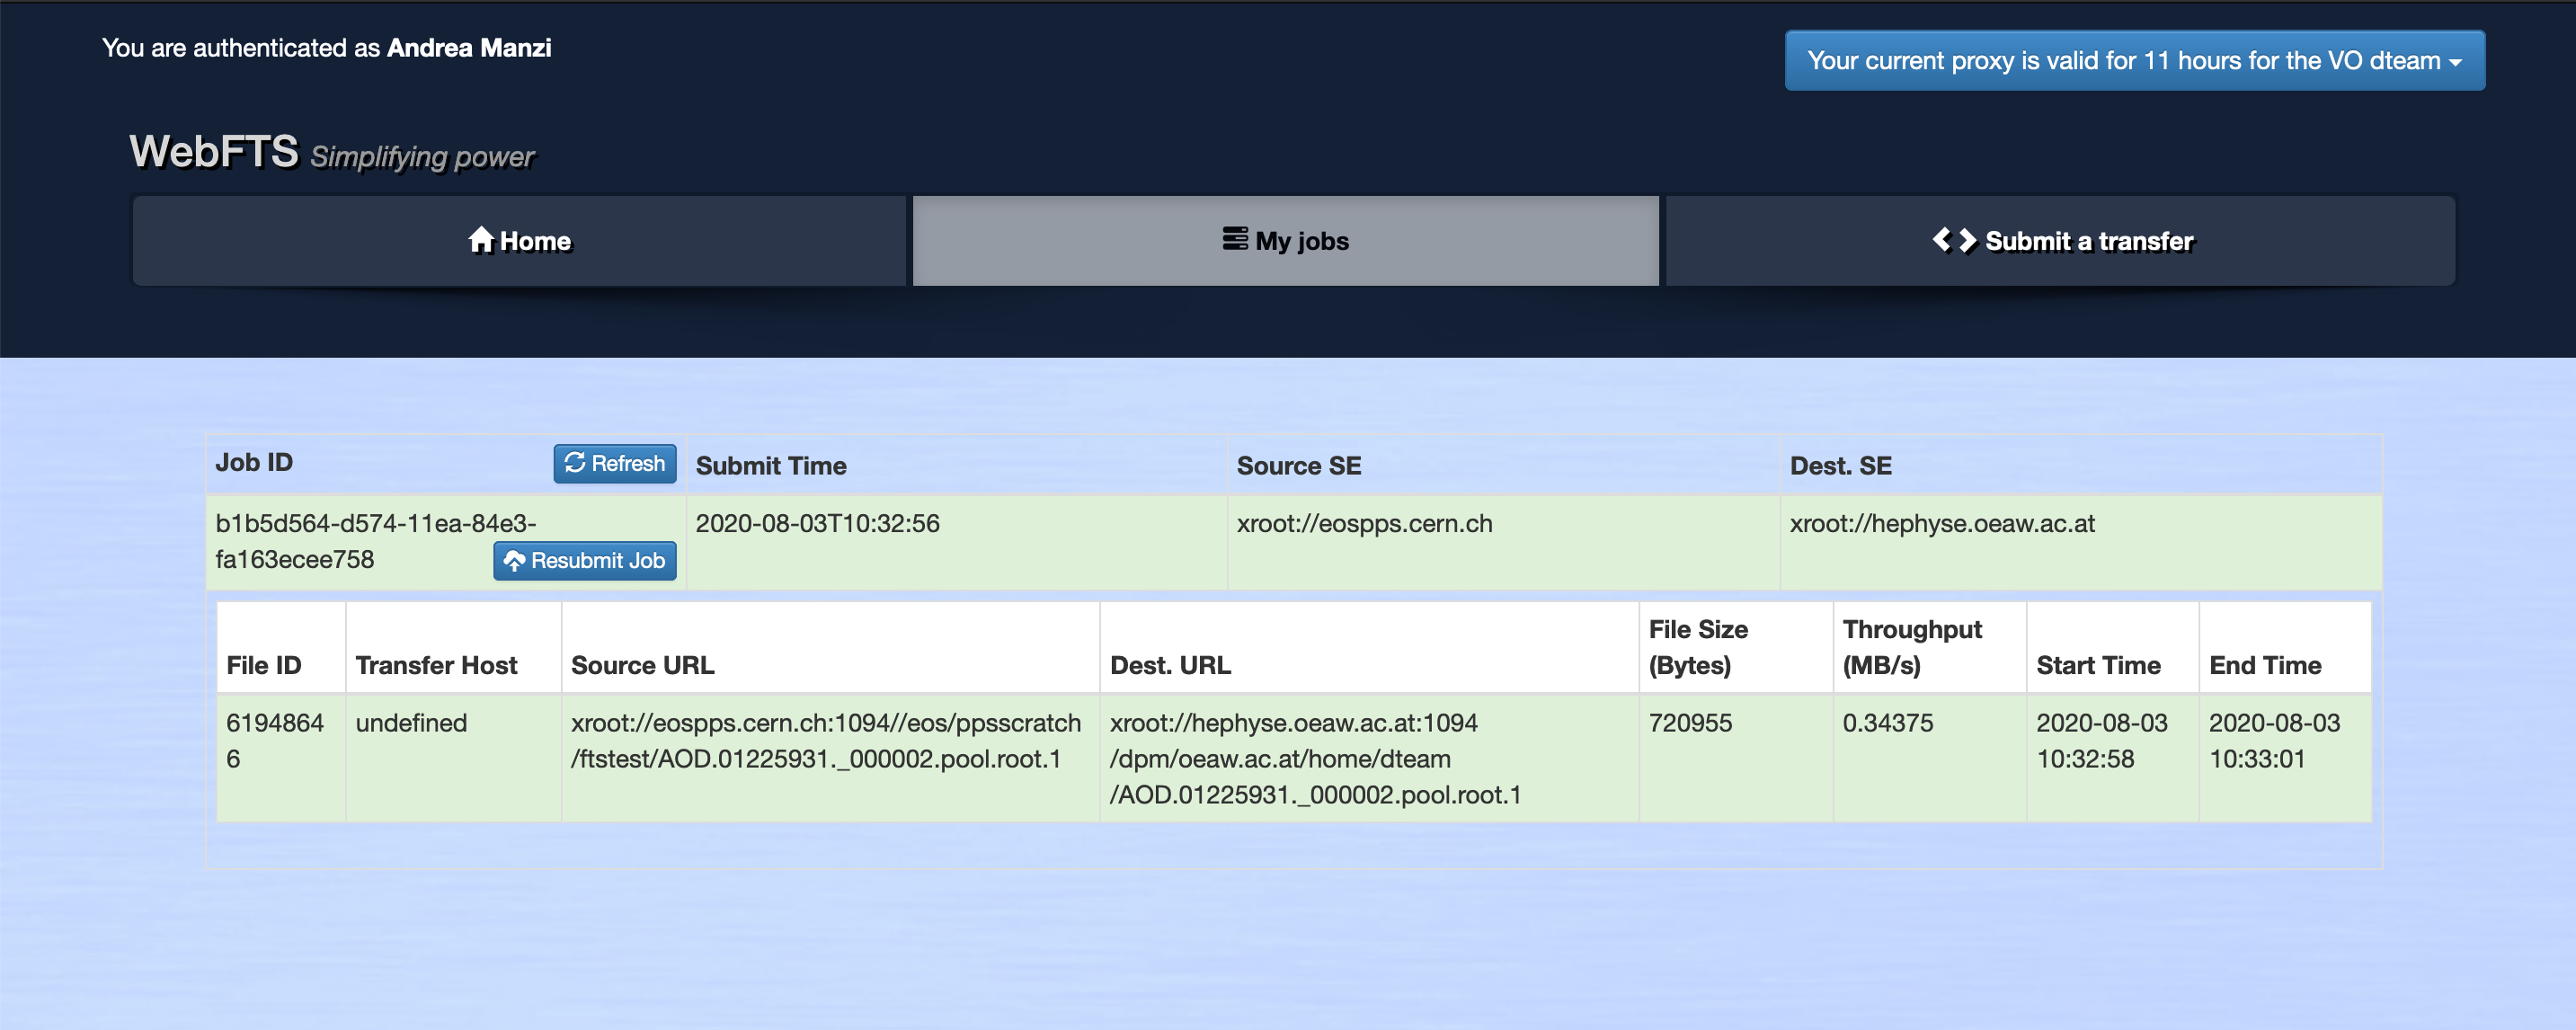 You are authenticated as Andrea Manzi
Your current proxy is valid for 11 hours for the VO dteam
WebFTS Simplifying power
Home
My jobs
Submit a transfer
Job ID
Refresh
Submit Time
Source SE
Dest. SE
b1b5d564-d574-11ea-84e3-
fa163ecee758
Resubmit Job
2020-08-03T10:32:56
xroot://eospps.cern.ch
xroot://hephyse.oeaw.ac.at
File ID
Transfer Host
Source URL
Dest. URL
File Size
(Bytes)
Throughput
(MB/s)
Start Time
End Time
6194864
6
undefined
xroot://eospps.cern.ch:1094//eos/ppsscratch
/ftstest/AOD.01225931._000002.pool.root.1
xroot://hephyse.oeaw.ac.at:1094
/dpm/oeaw.ac.at/home/dteam
/AOD.01225931._000002.pool.root.1
720955
0.34375
2020-08-03
10:32:58
2020-08-03
10:33:01